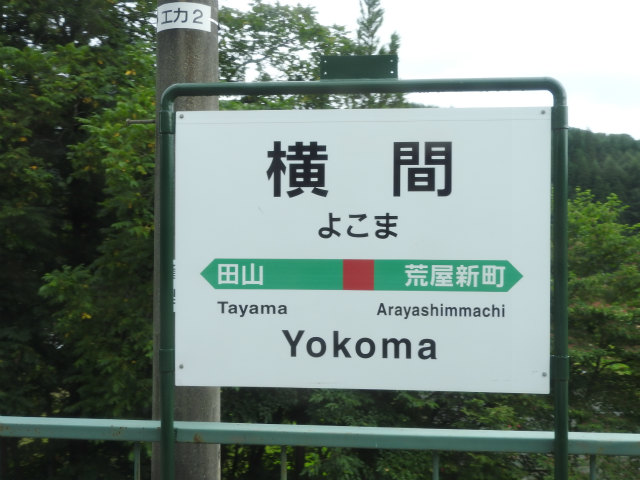 エカ2
横間
よこま
田山 荒屋新町
Tayama Arayashimmachi
Yokoma